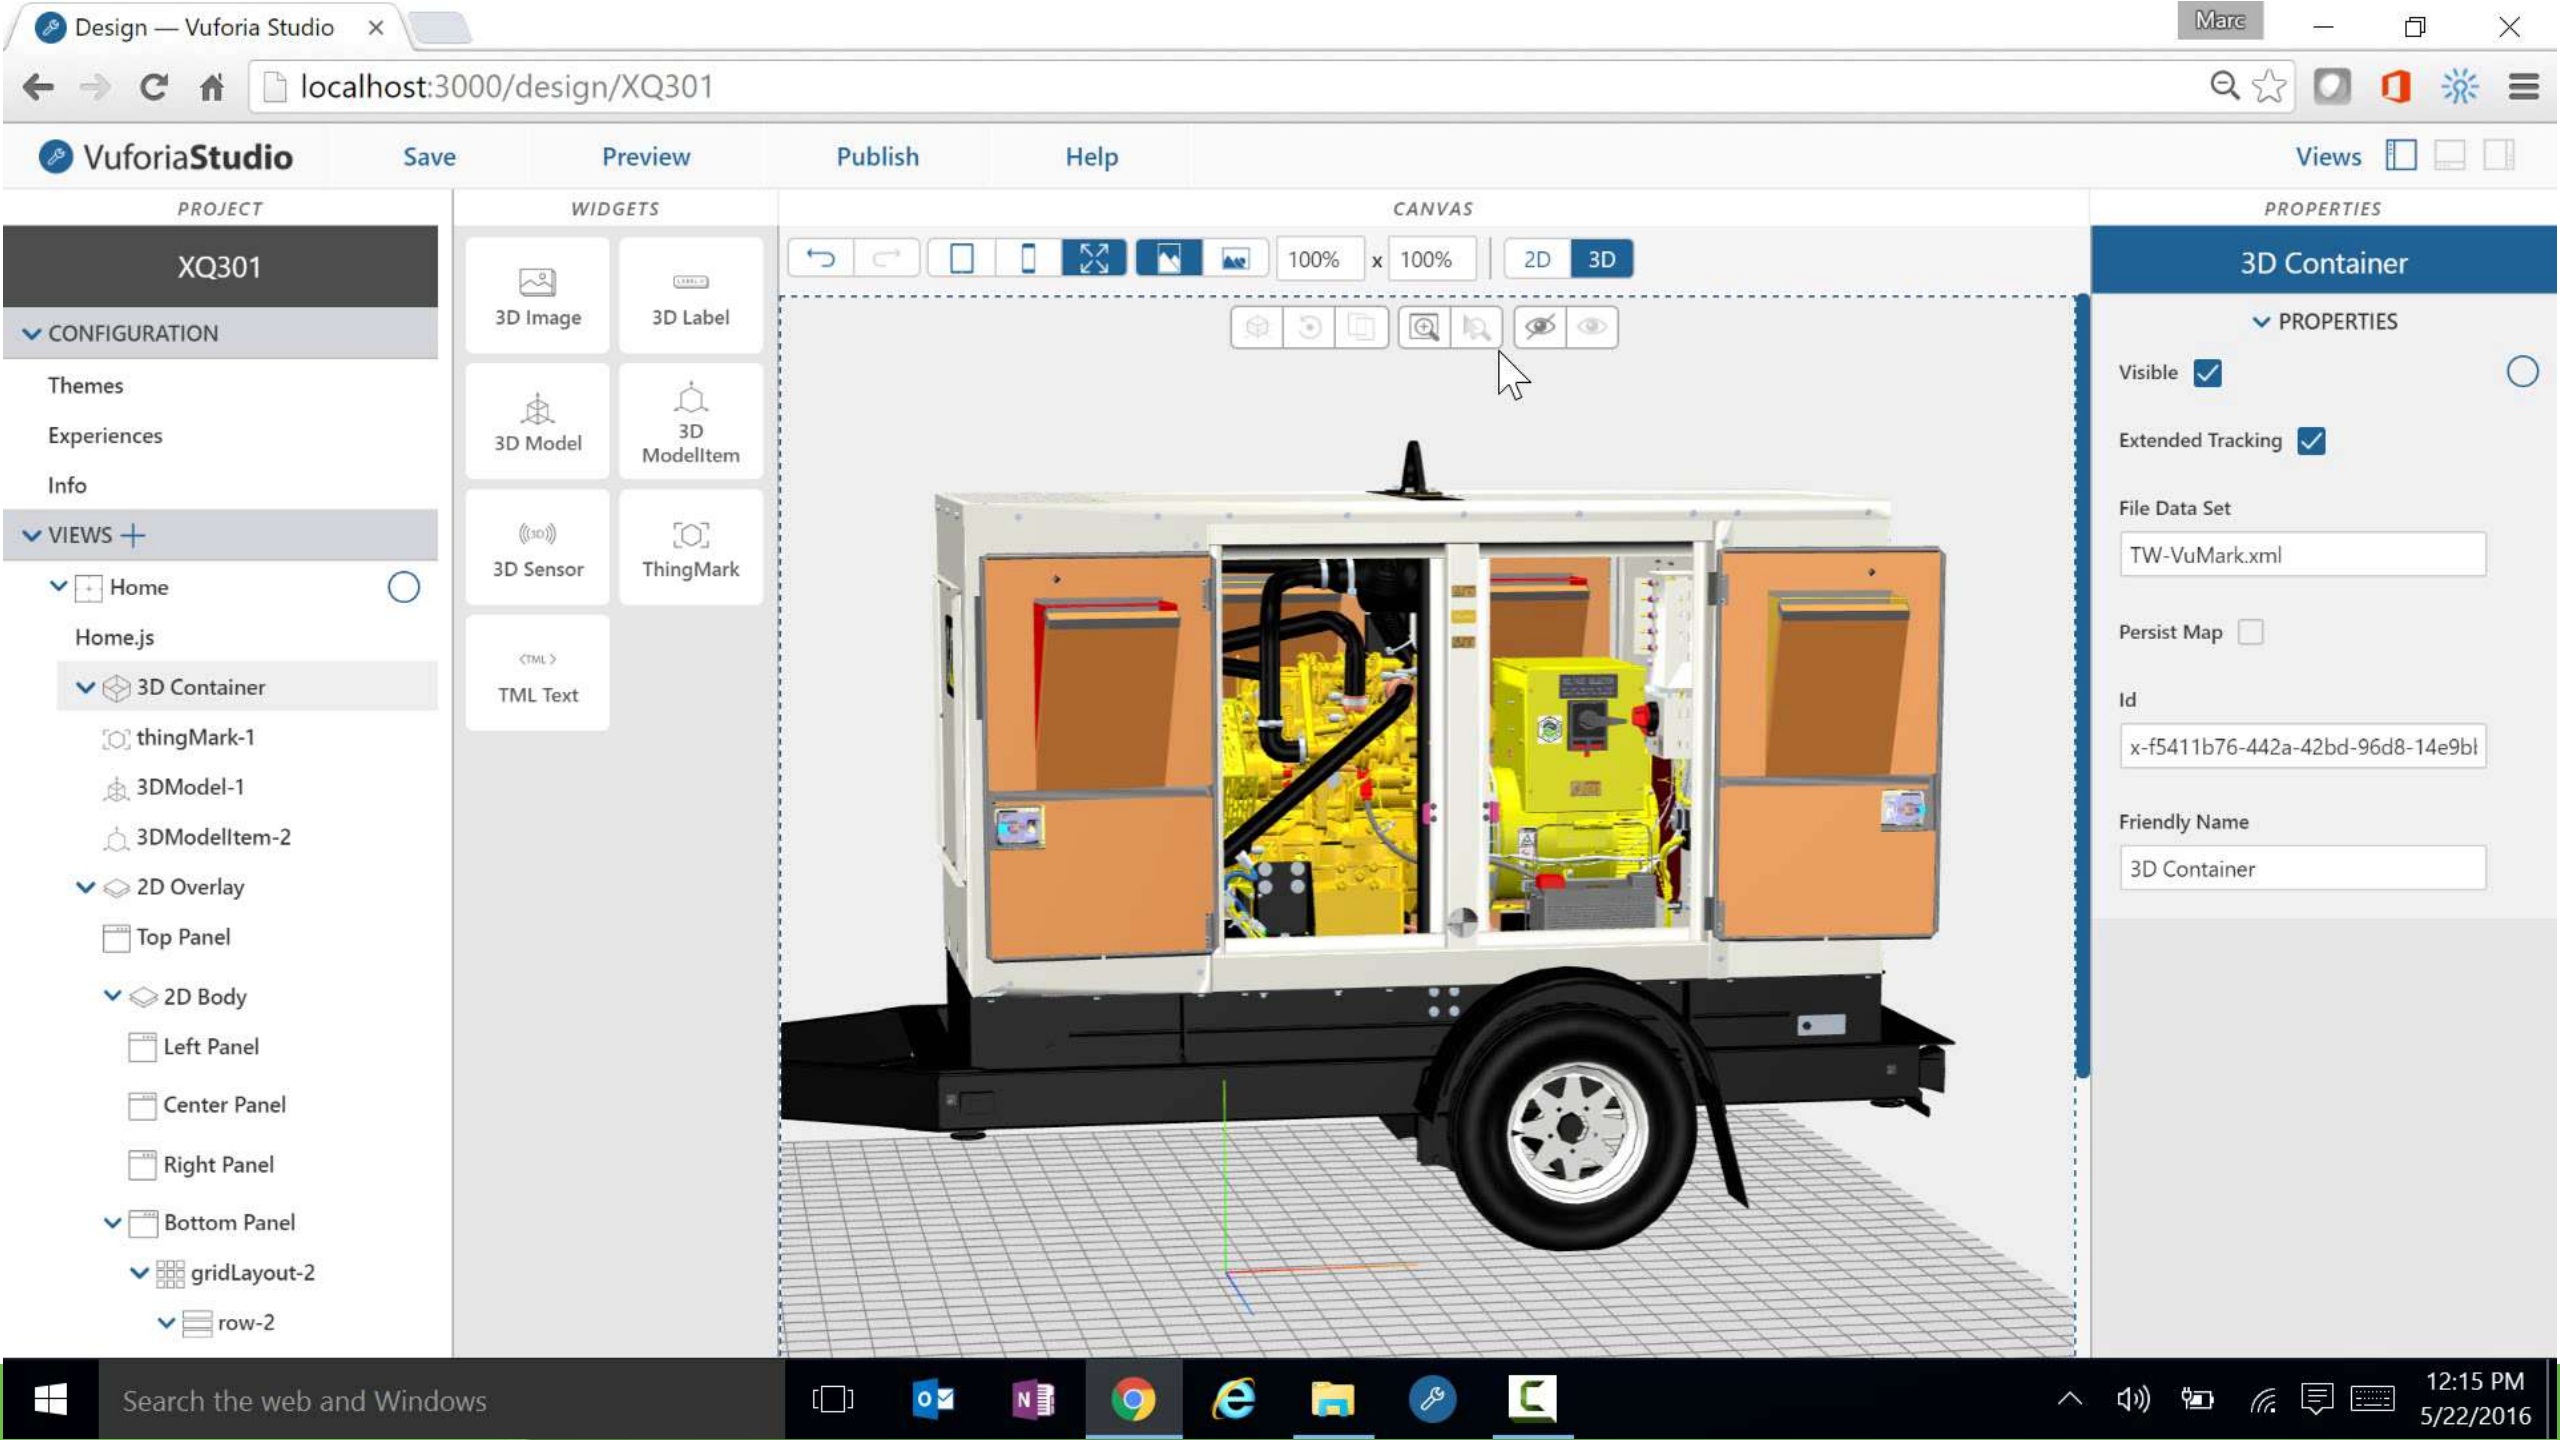 Design — Vuforia Studio
Marc
localhost:3000/design/XQ301
VuforiaStudio
Save
Preview
Publish
Help
Views
PROJECT
WIDGETS
CANVAS
PROPERTIES
XQ301
CONFIGURATION
Themes
Experiences
Info
VIEWS
Home
Home.js
3D Container
thingMark-1
3DModel-1
3DModelItem-2
2D Overlay
Top Panel
2D Body
Left Panel
Center Panel
Right Panel
Bottom Panel
gridLayout-2
row-2
3D Image
3D Label
3D Model
3D
ModelItem
3D Sensor
ThingMark
<TML>
TML Text
100% x 100%
2D
3D
3D Container
PROPERTIES
Visible
Extended Tracking
File Data Set
TW-VuMark.xml
Persist Map
Id
Friendly Name
3D Container
Search the web and Windows
12:15 PM
5/22/2016